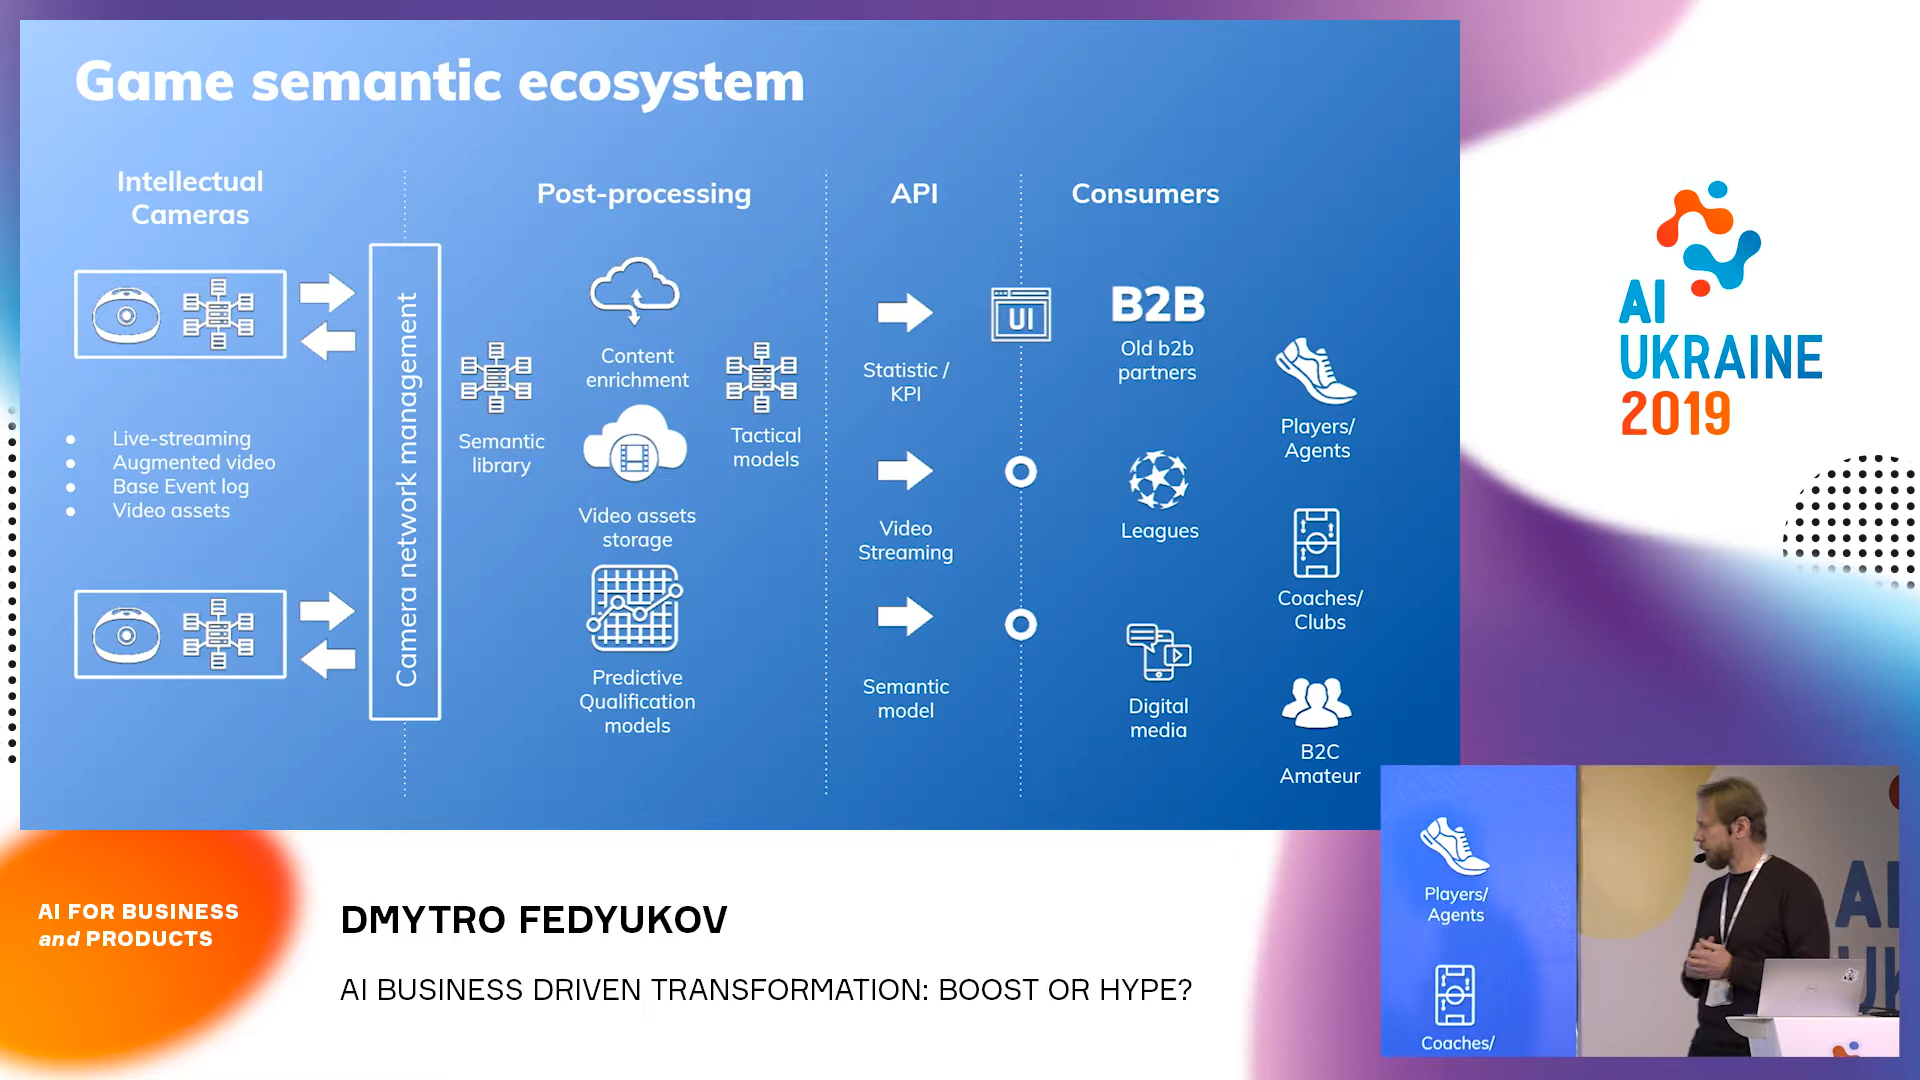 Game semantic ecosystem
Intellectual
Cameras
Live-streaming
Augmented video
Base Event log
Video assets
Camera network management
Post-processing
Semantic
library
Content
enrichment
Video assets
storage
Predictive
Qualification
models
Tactical
models
API
Statistic /
KPI
Video
Streaming
Semantic
model
UI
Consumers
B2B
Old b2b
partners
Leagues
Digital
media
Players/
Agents
Coaches/
Clubs
B2C
Amateur
AI
UKRAINE
2019
AI FOR BUSINESS
and PRODUCTS
DMYTRO FEDYUKOV
AI BUSINESS DRIVEN TRANSFORMATION: BOOST OR HYPE?
Players/
Agents
Coaches/
AI
UK